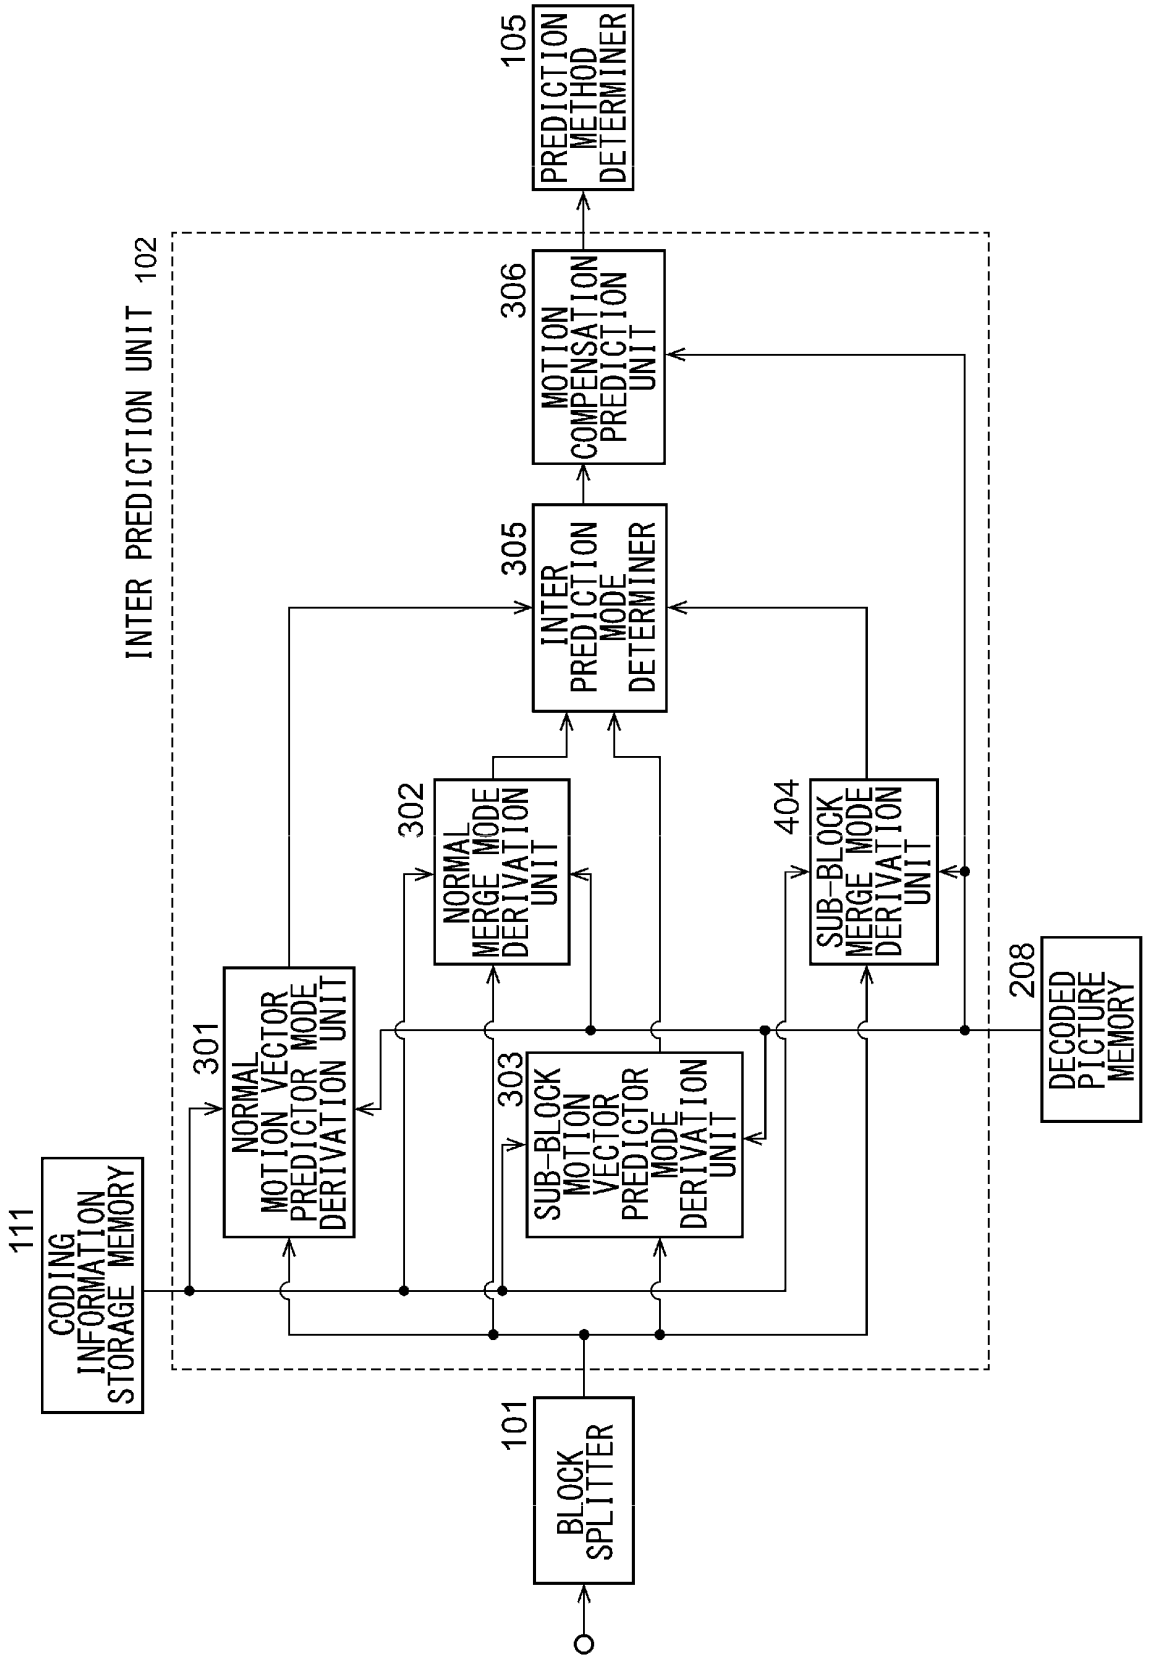 INTER PREDICTION UNIT 102
111
CODING
INFORMATION
STORAGE MEMORY
101
BLOCK
SPLITTER
301
NORMAL
MOTION VECTOR
PREDICTOR MODE
DERIVATION UNIT
302
NORMAL
MERGE MODE
DERIVATION
UNIT
303
SUB-BLOCK
MOTION
VECTOR
PREDICTOR
MODE
DERIVATION
UNIT
404
SUB-BLOCK
MERGE MODE
DERIVATION
UNIT
208
DECODED
PICTURE
MEMORY
305
INTER
PREDICTION
MODE
DETERMINER
306
MOTION
COMPENSATION
PREDICTION
UNIT
105
PREDICTION
METHOD
DETERMINER